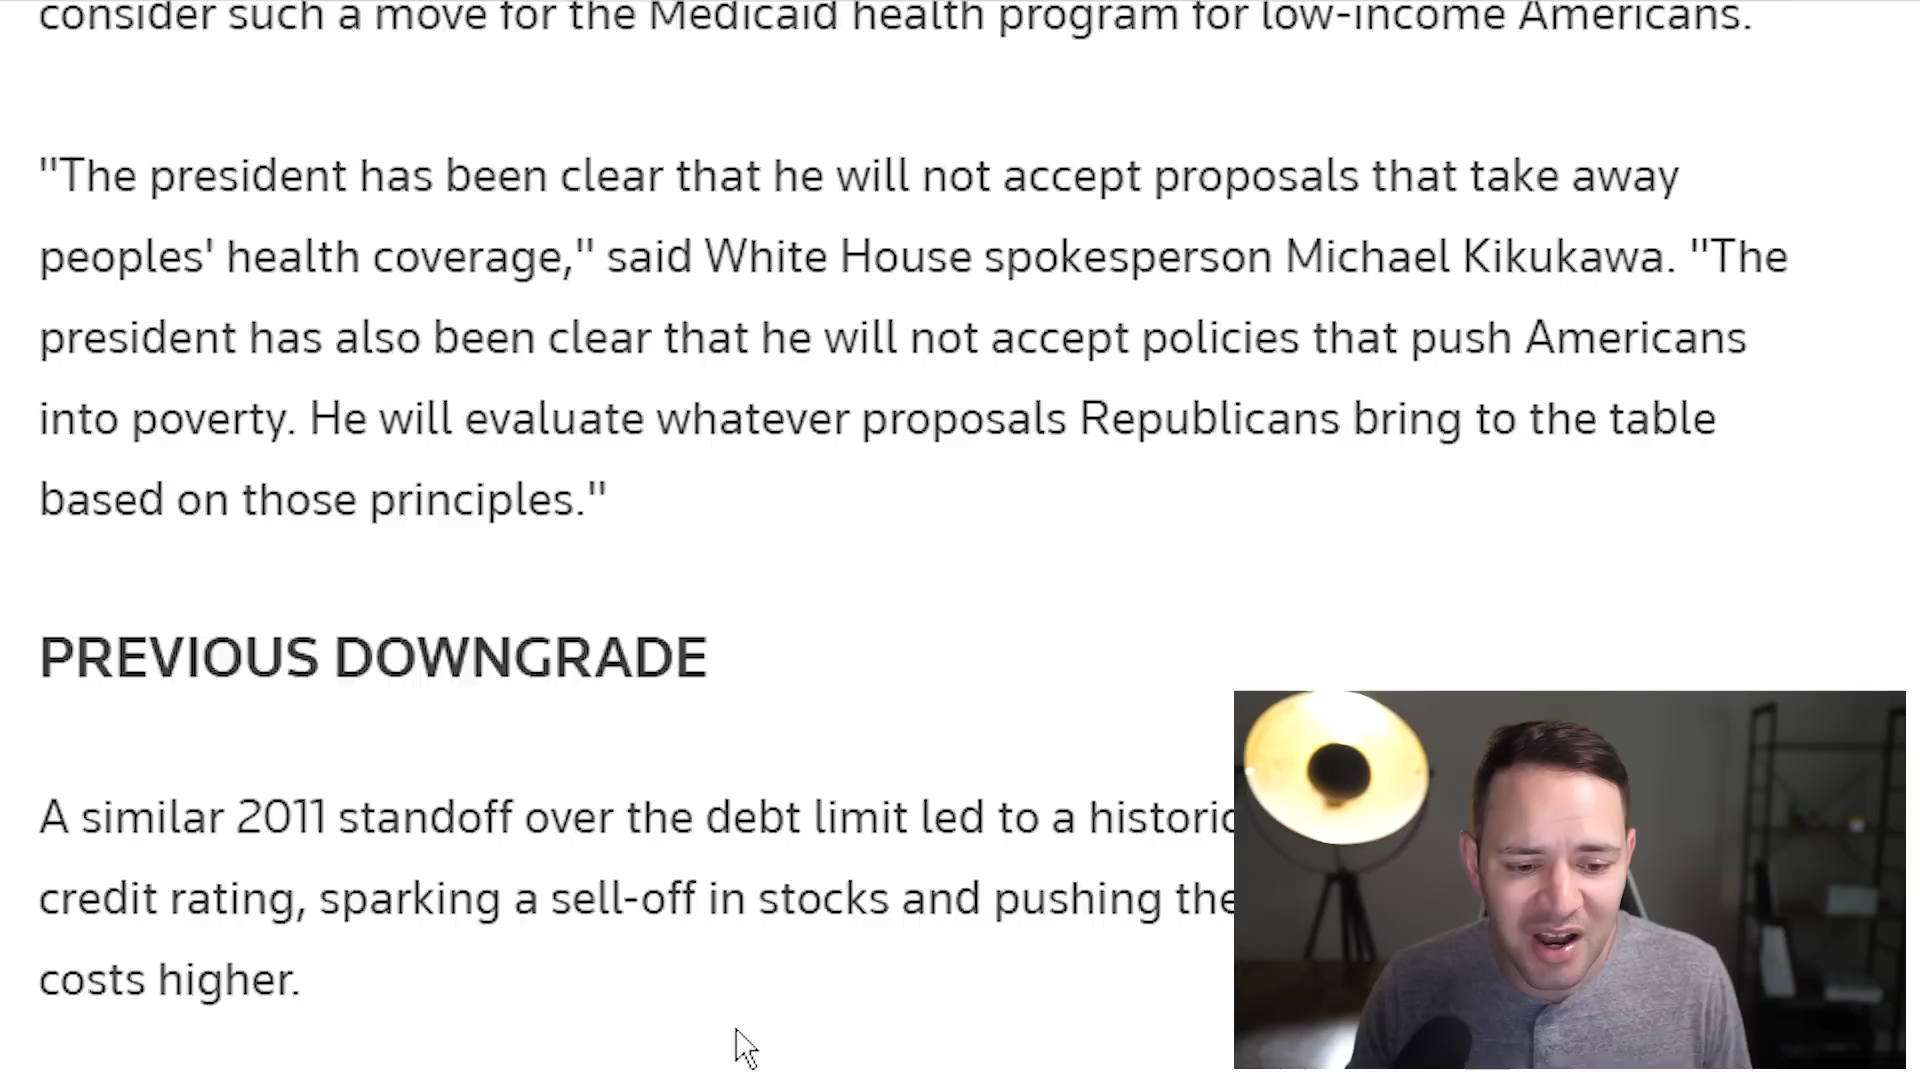 consider such a move for the Medicaid health program for low-income Americans.
"The president has been clear that he will not accept proposals that take away
peoples' health coverage," said White House spokesperson Michael Kikukawa. "The
president has also been clear that he will not accept policies that push Americans
into poverty. He will evaluate whatever proposals Republicans bring to the table
based on those principles."
PREVIOUS DOWNGRADE
A similar 2011 standoff over the debt limit led to a historic
credit rating, sparking a sell-off in stocks and pushing the
costs higher.